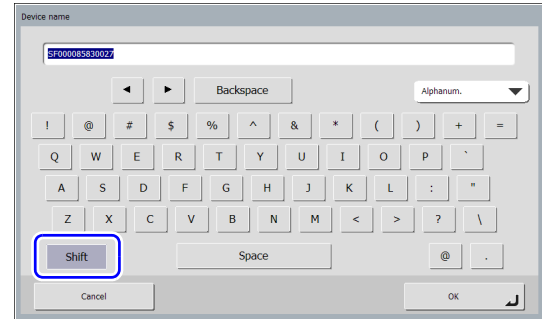 Device name
SF000085830027
◄ ► Backspace Alphanum.
! @ # $ % ^ & * ( ) + =
Q W E R T Y U I O P `
A S D F G H J K L : "
Z X C V B N M < > ? \
Shift Space @ .
Cancel OK